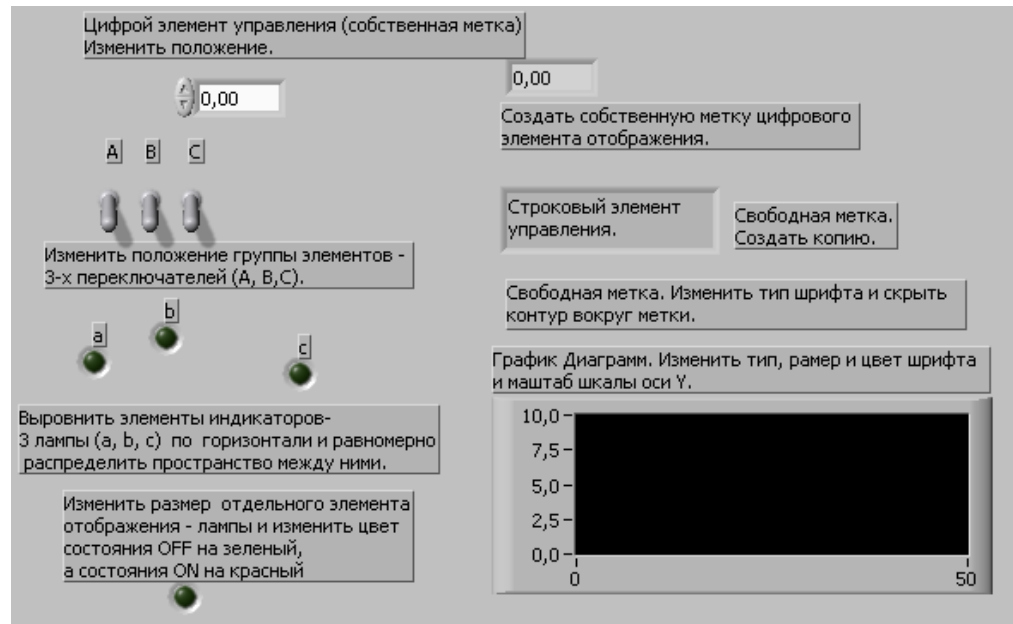 Цифрой элемент управления (собственная метка)
Изменить положение.
0,00
0,00
Создать собственную метку цифрового
элемента отображения.
A B C
Изменить положение группы элементов -
3-х переключателей (A, B,C).
Строковый элемент
управления.
Свободная метка.
Создать копию.
Свободная метка. Изменить тип шрифта и скрыть
контур вокруг метки.
b
a
c
График Диаграмм. Изменить тип, рамер и цвет шрифта
и маштаб шкалы оси Y.
Выровнить элементы индикаторов-
3 лампы (a, b, c) по горизонтали и равномерно
распределить пространство между ними.
Изменить размер отдельного элемента
отображения - лампы и изменить цвет
состояния OFF на зеленый,
а состояния ON на красный
10,0
7,5
5,0
2,5
0,0
0 50